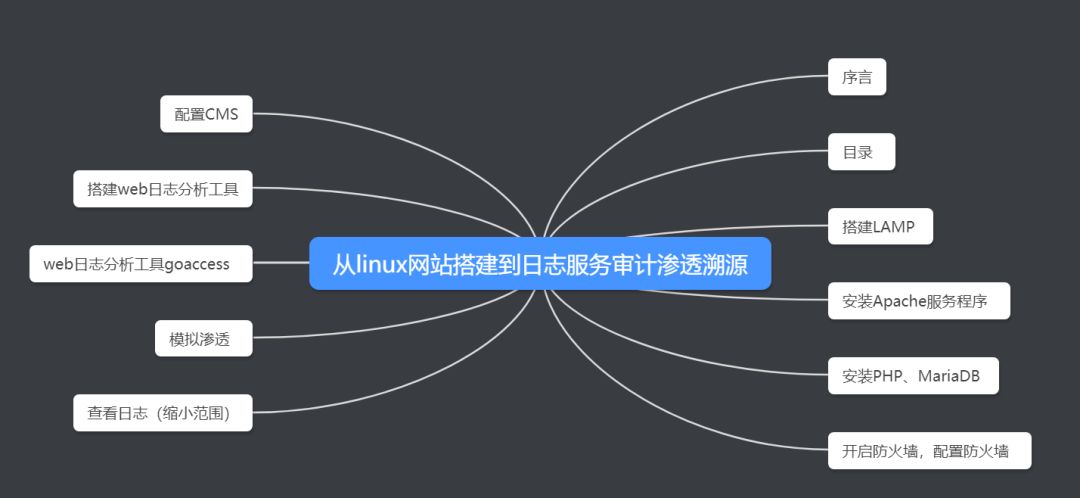 从linux网站搭建到日志服务审计渗透溯源
序言
目录
搭建LAMP
安装Apache服务程序
安装PHP、MariaDB
开启防火墙，配置防火墙
配置CMS
搭建web日志分析工具
web日志分析工具goaccess
模拟渗透
查看日志（缩小范围）